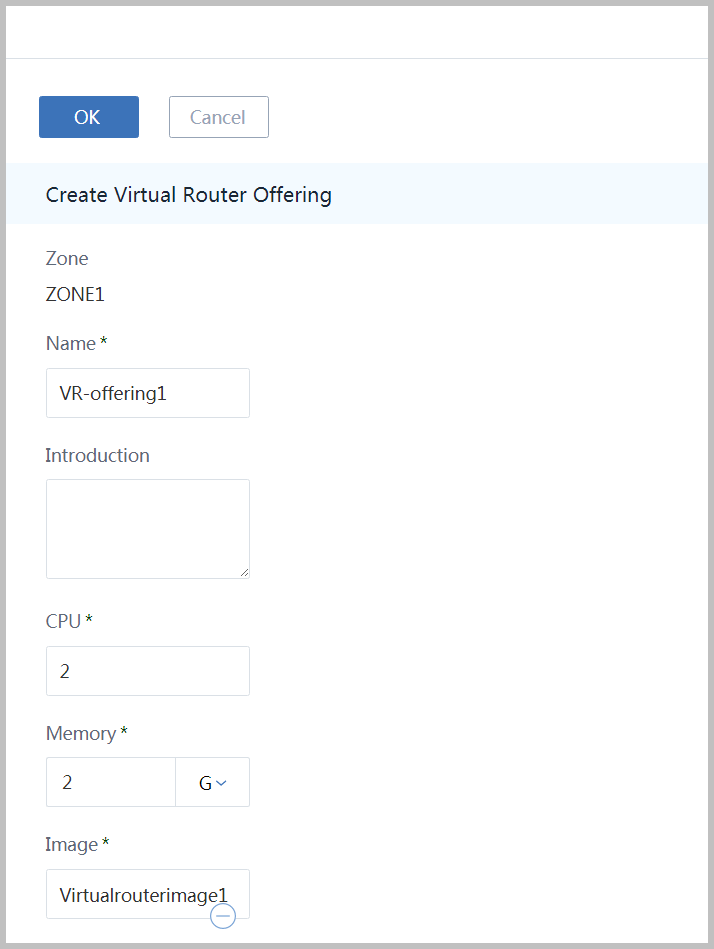 OK Cancel
Create Virtual Router Offering
Zone
ZONE1
Name *
VR-offering1
Introduction
CPU *
2
Memory *
2 G
Image *
Virtualrouterimage1